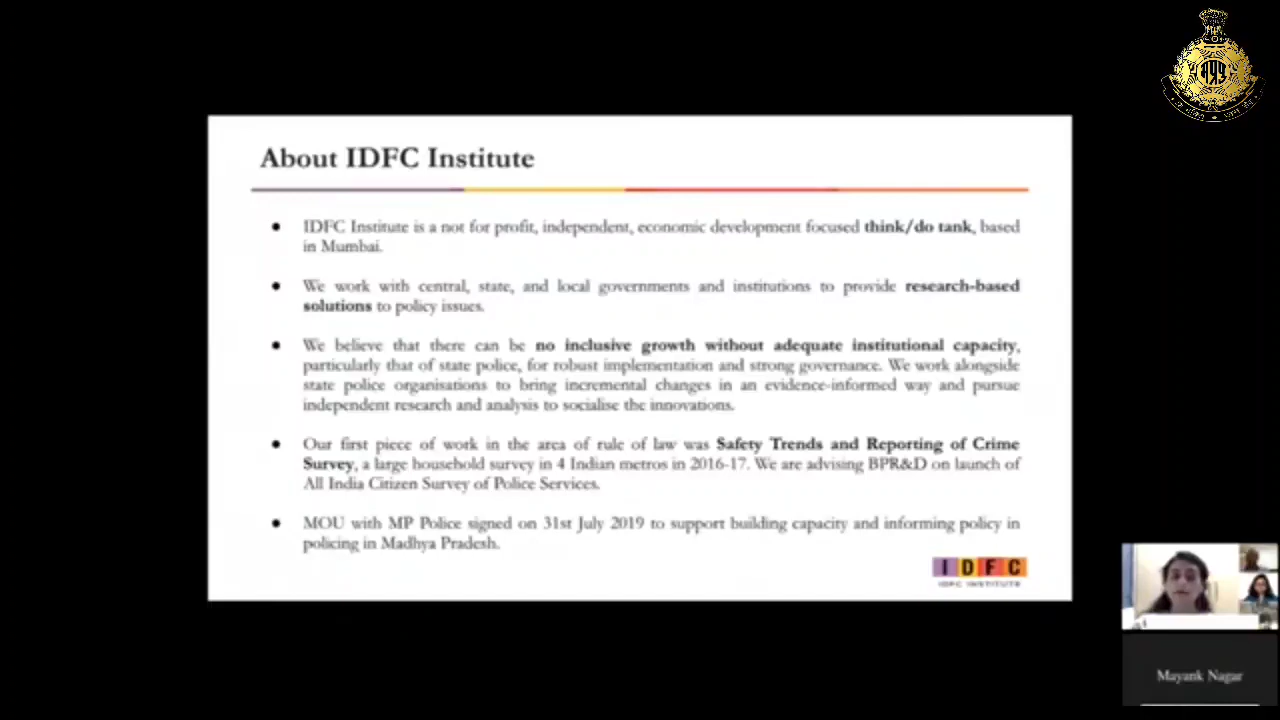 About IDFC Institute
● IDFC Institute is a not for profit, independent, economic development focused think/do tank, based
in Mumbai.
● We work with central, state, and local governments and institutions to provide research-based
solutions to policy issues.
● We believe that there can be no inclusive growth without adequate institutional capacity,
particularly that of state police, for robust implementation and strong governance. We work alongside
state police organisations to bring incremental changes in an evidence-informed way and pursue
independent research and analysis to socialise the innovations.
● Our first piece of work in the area of rule of law was Safety Trends and Reporting of Crime
Survey, a large household survey in 4 Indian metros in 2016-17. We are advising BPR&D on launch of
All India Citizen Survey of Police Services.
● MOU with MP Police signed on 31st July 2019 to support building capacity and informing policy in
policing in Madhya Pradesh.
IDFC
IDFC INSTITUTE
Mayank Nagar